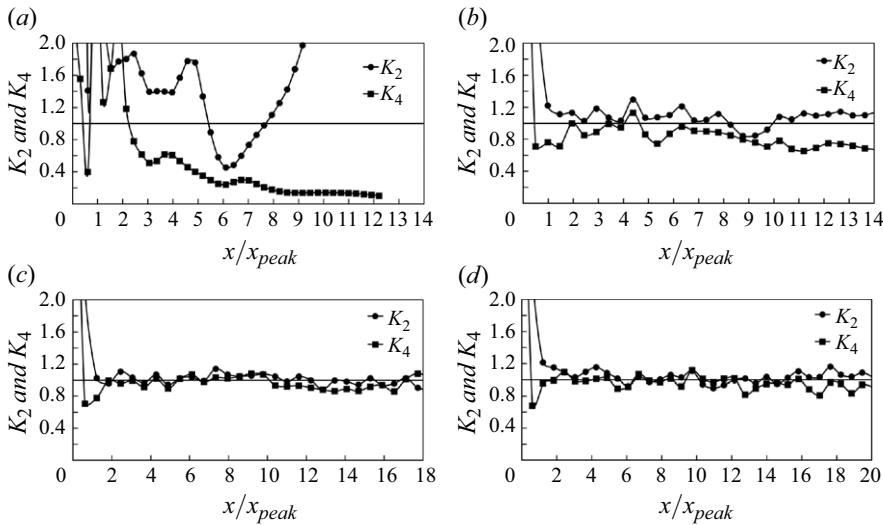 (a)
2.0
1.6
1.2
0.8
0.4
K2 and K4
K2
K4
0 1 2 3 4 5 6 7 8 9 10 11 12 13 14
x/xpeak
(b)
2.0
1.6
1.2
0.8
0.4
K2 and K4
K2
K4
0 1 2 3 4 5 6 7 8 9 10 11 12 13 14
x/xpeak
(c)
2.0
1.6
1.2
0.8
0.4
K2 and K4
K2
K4
0 2 4 6 8 10 12 14 16 18
x/xpeak
(d)
2.0
1.6
1.2
0.8
0.4
K2 and K4
K2
K4
0 2 4 6 8 10 12 14 16 18 20
x/xpeak